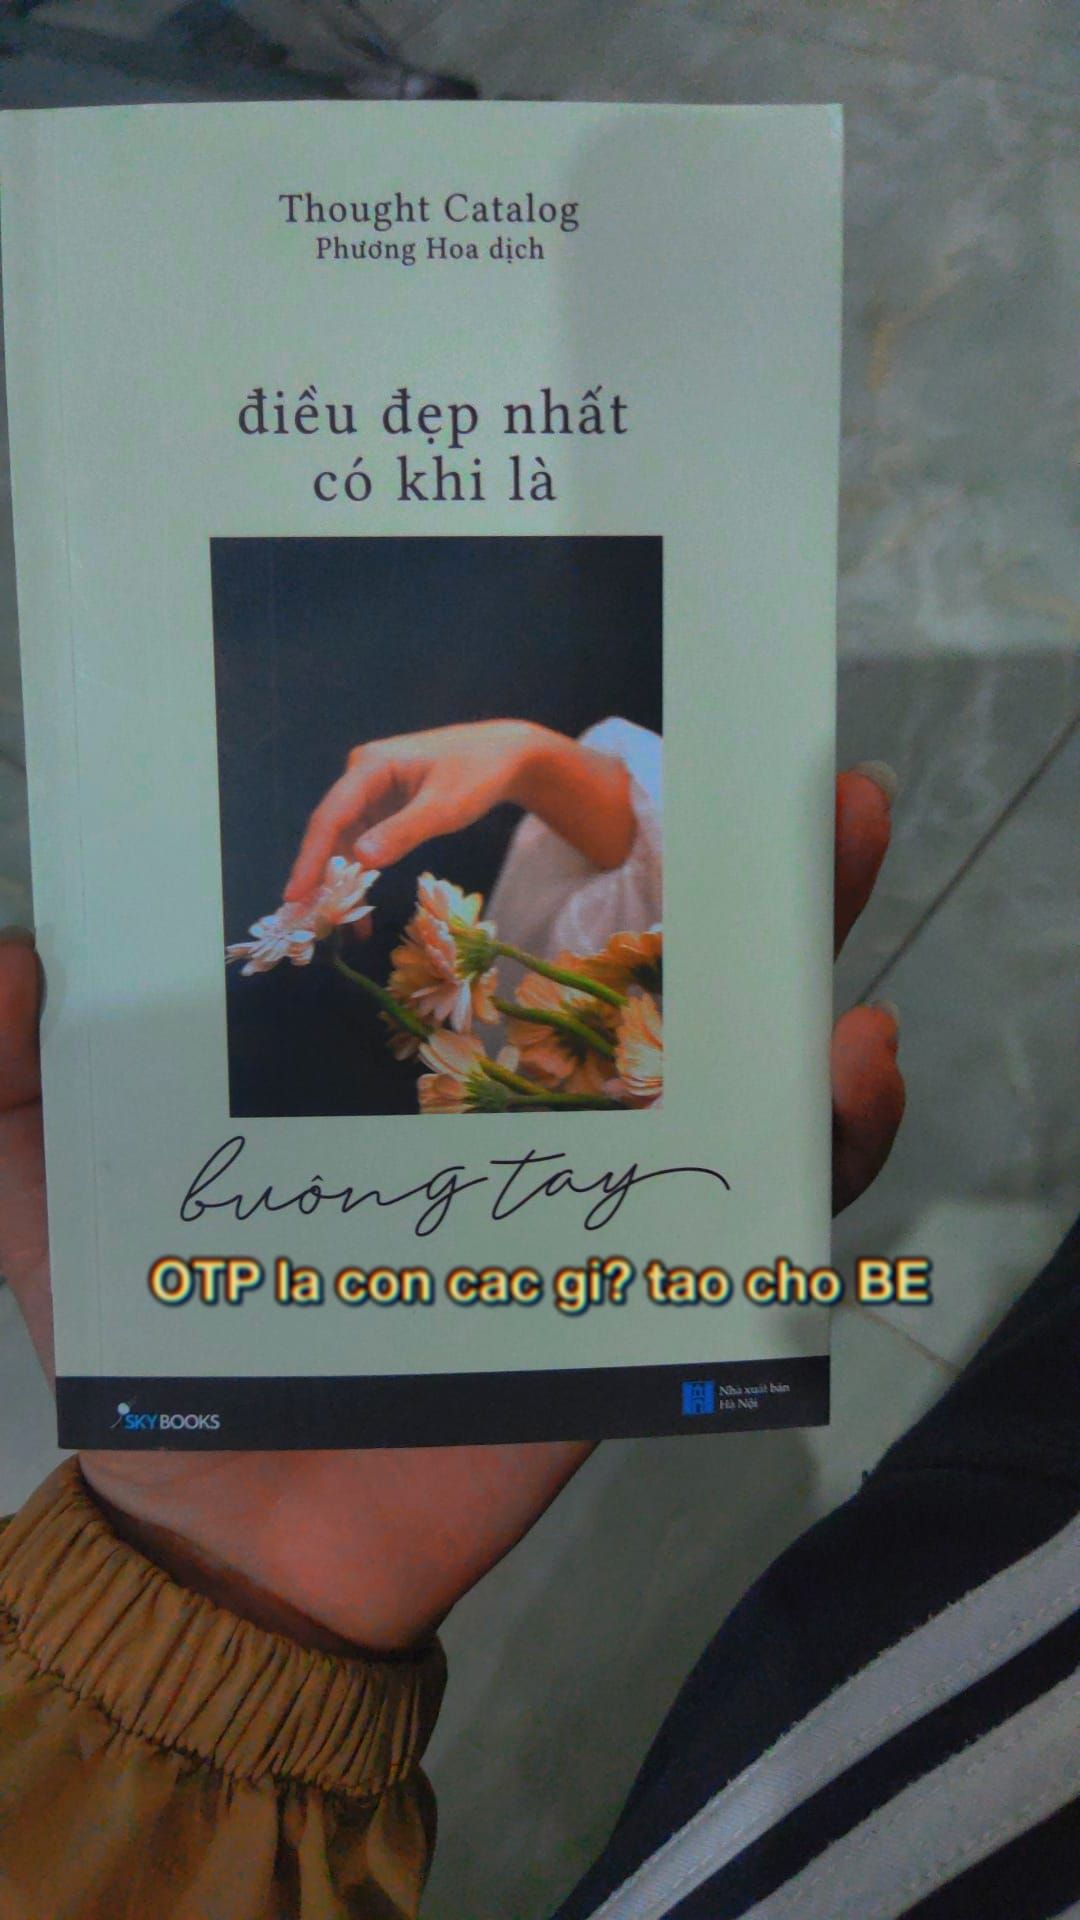 Thought Catalog
Phương Hoa dịch
điều đẹp nhất
có khi là
buông tay
OTP la con cac gi? tao cho BE
SKYBOOKS
Nhà xuất bản
Hà Nội